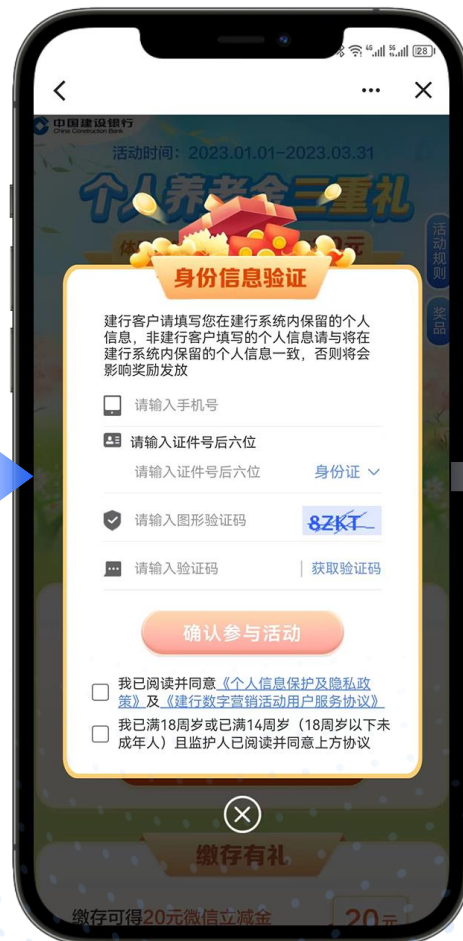 28
中国建设银行
China Construction Bank
活动时间：2023.01.01-2023.03.31
个人养老金三重礼
元
活动规则
奖品
身份信息验证
建行客户请填写您在建行系统内保留的个人
信息，非建行客户填写的个人信息请与将在
建行系统内保留的个人信息一致，否则将会
影响奖励发放
请输入手机号
请输入证件号后六位
请输入证件号后六位 身份证
请输入图形验证码 8ZKT
请输入验证码 获取验证码
确认参与活动
我已阅读并同意《个人信息保护及隐私政
策》及《建行数字营销活动用户服务协议》
我已满18周岁或已满14周岁（18周岁以下未
成年人）且监护人已阅读并同意上方协议
缴存有礼
缴存可得20元微信立减金 20元